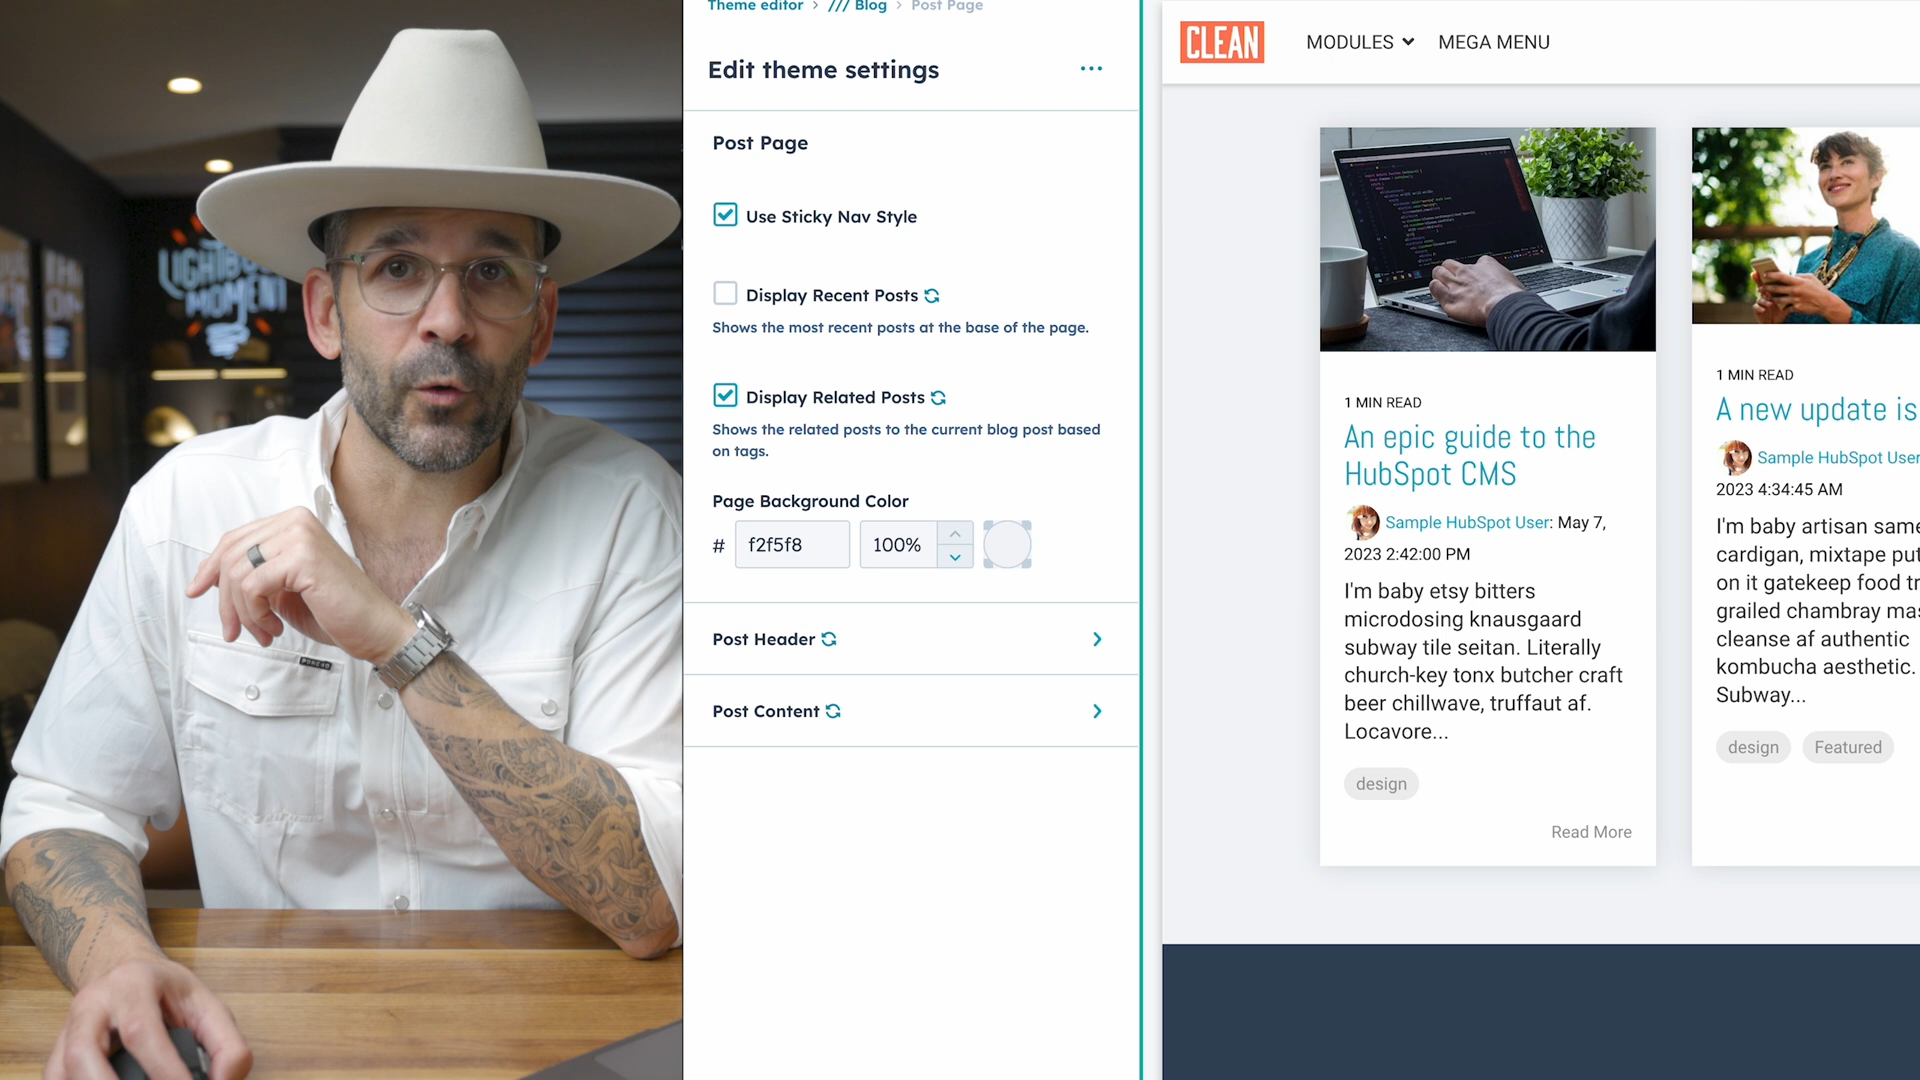 LIGHTBULB
MOMENT
Theme editor > /// Blog > Post Page
Edit theme settings
Post Page
Use Sticky Nav Style
Display Recent Posts
Shows the most recent posts at the base of the page.
Display Related Posts
Shows the related posts to the current blog post based
on tags.
Page Background Color
# f2f5f8 100%
Post Header
Post Content
CLEAN MODULES MEGA MENU
1 MIN READ
An epic guide to the
HubSpot CMS
Sample HubSpot User: May 7,
2023 2:42:00 PM
I'm baby etsy bitters
microdosing knausgaard
subway tile seitan. Literally
church-key tonx butcher craft
beer chillwave, truffaut af.
Locavore...
design
Read More
1 MIN READ
A new update is
Sample HubSpot User
2023 4:34:45 AM
I'm baby artisan same
cardigan, mixtape put
on it gatekeep food tr
grailed chambray mas
cleanse af authentic
kombucha aesthetic.
Subway...
design Featured